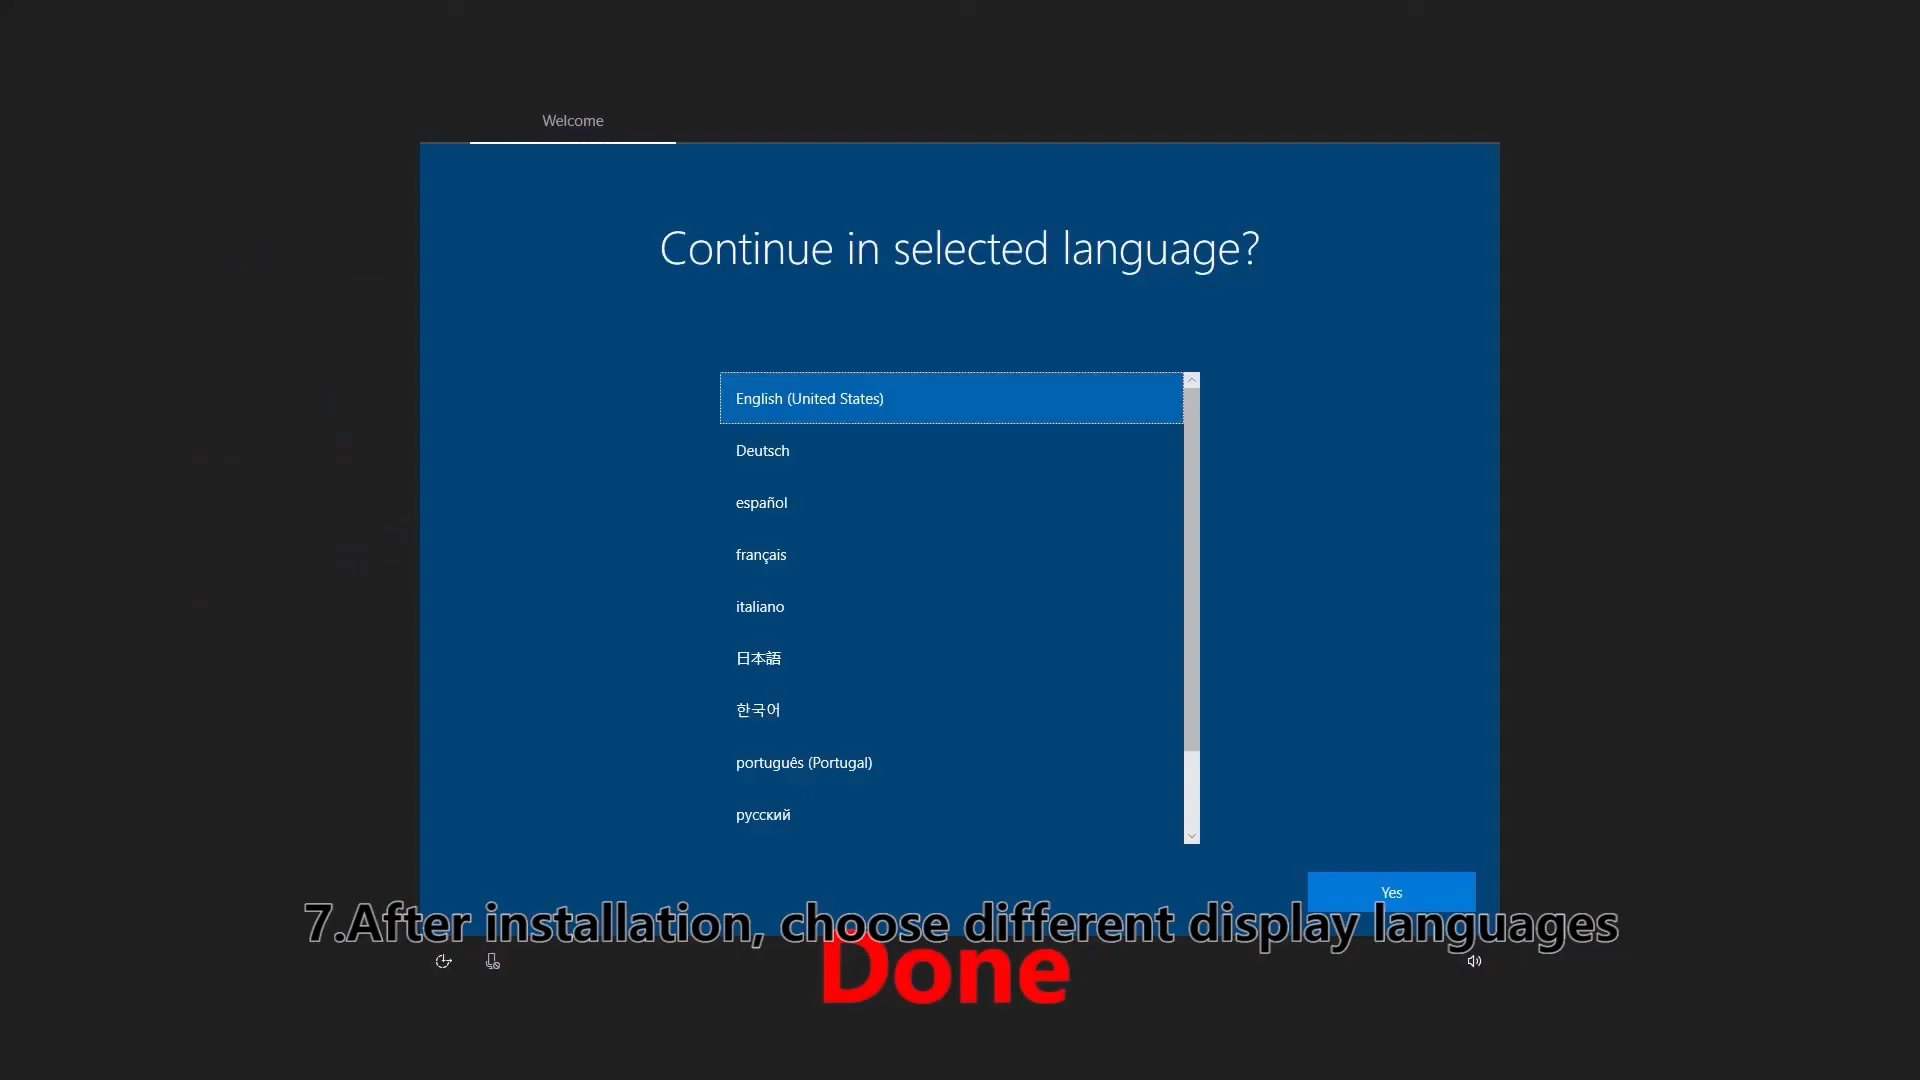 Welcome
Continue in selected language?
English (United States)
Deutsch
español
français
italiano
日本語
한국어
português (Portugal)
русский
Yes
7.After installation, choose different display languages
Done